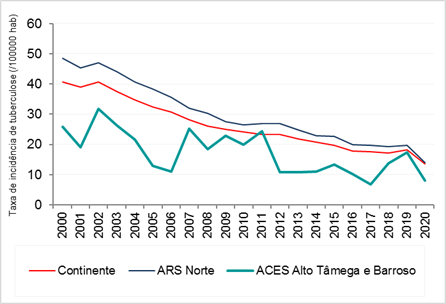 Taxa de incidência de tuberculose (/100000 hab)
60
50
40
30
20
10
0
2000 2001 2002 2003 2004 2005 2006 2007 2008 2009 2010 2011 2012 2013 2014 2015 2016 2017 2018 2019 2020
Continente ARS Norte ACES Alto Tâmega e Barroso